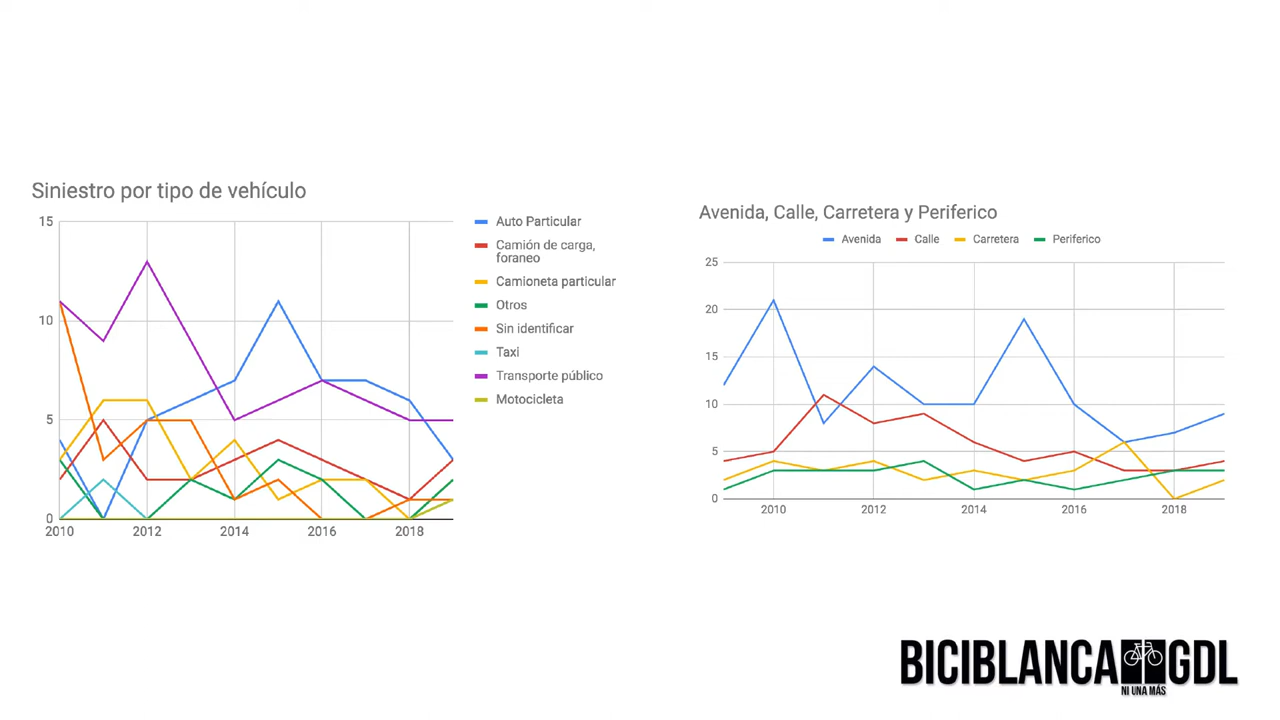 Siniestro por tipo de vehículo
15
10
5
0
2010
2012
2014
2016
2018
Auto Particular
Camión de carga,
foraneo
Camioneta particular
Otros
Sin identificar
Taxi
Transporte público
Motocicleta
Avenida, Calle, Carretera y Periferico
Avenida
Calle
Carretera
Periferico
25
20
15
10
5
0
2010
2012
2014
2016
2018
BICIBLANCA GDL
NI UNA MÁS